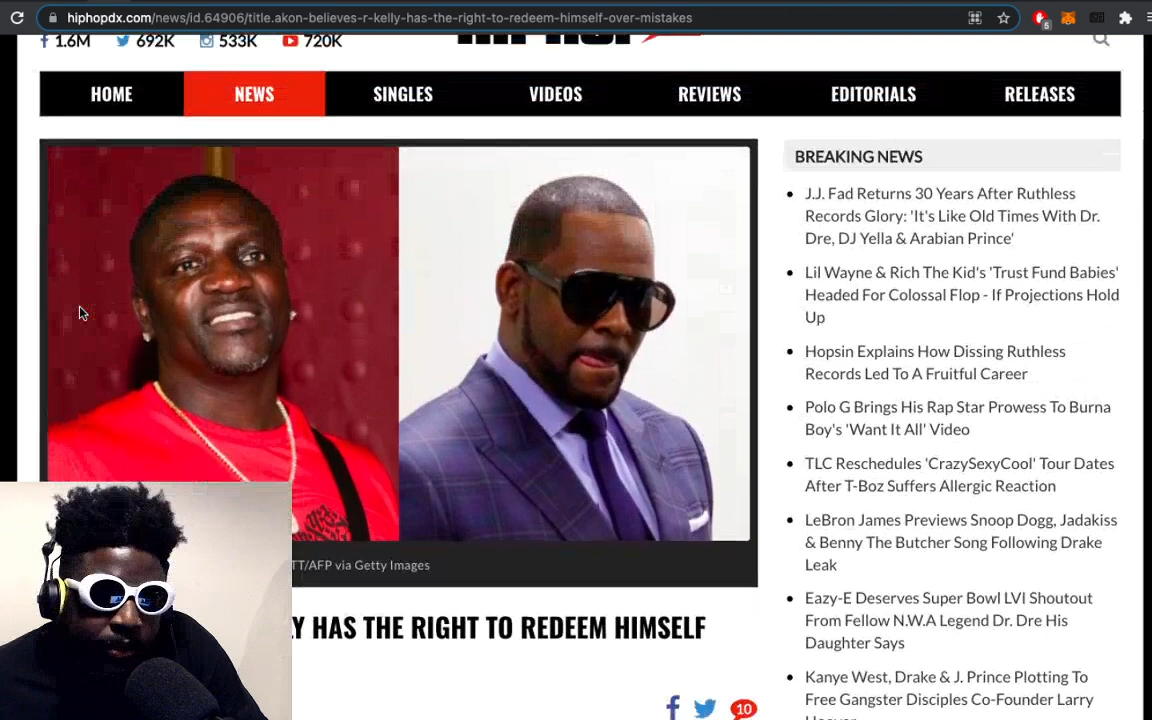 hiphopdx.com/news/id.64906/title.akon-believes-r-kelly-has-the-right-to-redeem-himself-over-mistakes
6
1.6M 692K 533K 720K
HOME NEWS SINGLES VIDEOS REVIEWS EDITORIALS RELEASES
BREAKING NEWS
J.J. Fad Returns 30 Years After Ruthless
Records Glory: 'It's Like Old Times With Dr.
Dre, DJ Yella & Arabian Prince'
Lil Wayne & Rich The Kid's 'Trust Fund Babies'
Headed For Colossal Flop - If Projections Hold
Up
Hopsin Explains How Dissing Ruthless
Records Led To A Fruitful Career
Polo G Brings His Rap Star Prowess To Burna
Boy's 'Want It All' Video
TLC Reschedules 'CrazySexyCool' Tour Dates
After T-Boz Suffers Allergic Reaction
LeBron James Previews Snoop Dogg, Jadakiss
& Benny The Butcher Song Following Drake
Leak
Eazy-E Deserves Super Bowl LVI Shoutout
From Fellow N.W.A Legend Dr. Dre His
Daughter Says
Kanye West, Drake & J. Prince Plotting To
Free Gangster Disciples Co-Founder Larry
TT/AFP via Getty Images
LY HAS THE RIGHT TO REDEEM HIMSELF
10